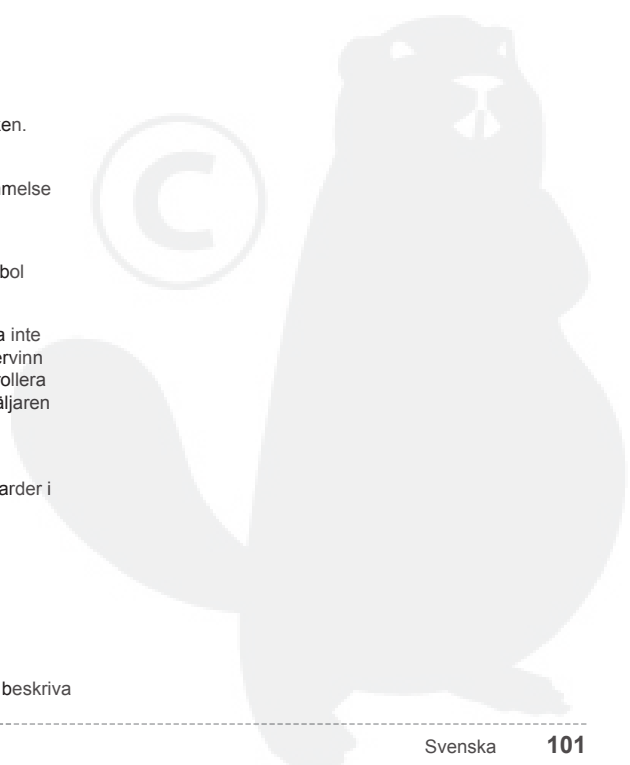 en.
melse
bol
a inte
ervinn
ollera
äljaren
arder i
beskriva
©
Svenska 101